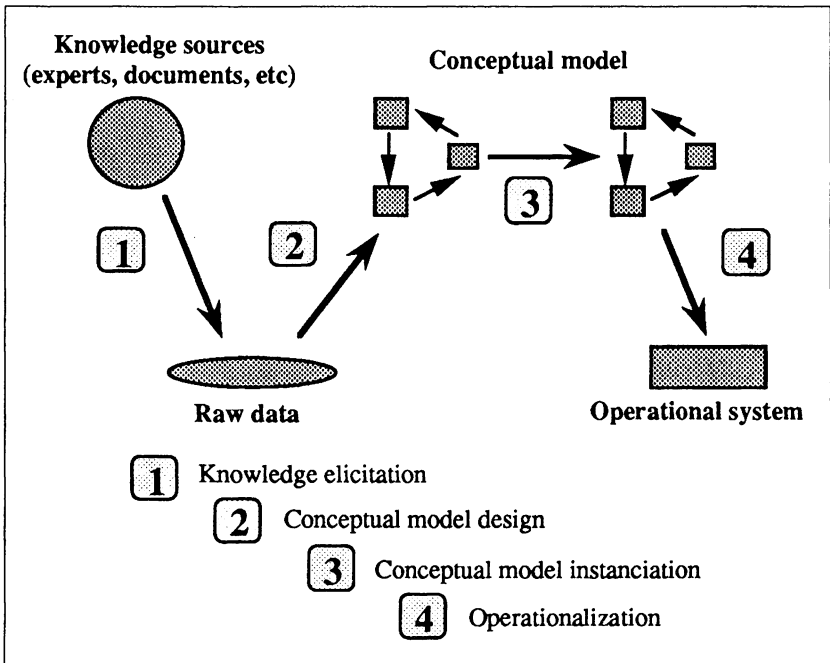 Knowledge sources
(experts, documents, etc)
Conceptual model
1
2
3
4
Raw data
Operational system
1 Knowledge elicitation
2 Conceptual model design
3 Conceptual model instanciation
4 Operationalization